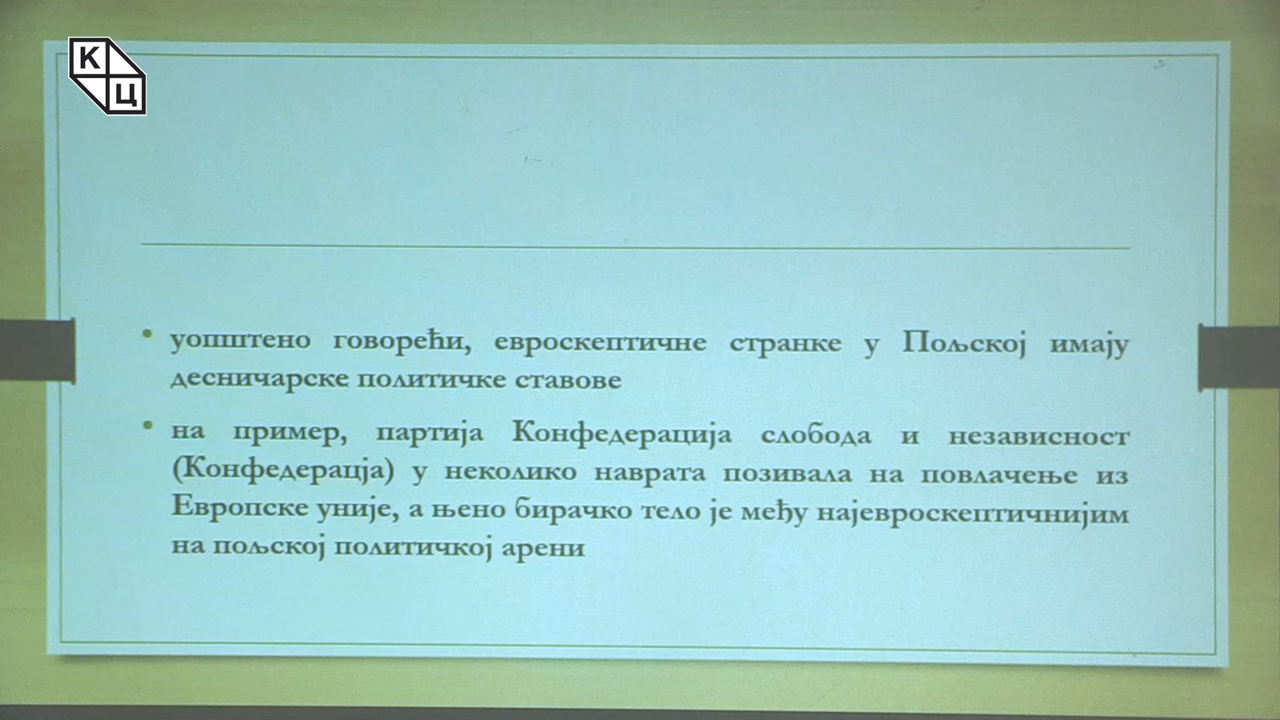 К
Ц
• уопштено говорећи, евроскептичне странке у Пољској имају
десничарске политичке ставове
• на пример, партија Конфедерација слобода и независност
(Конфедерацја) у неколико наврата позивала на повлачење из
Европске уније, а њено бирачко тело је међу најевроскептичнијим
на пољској политичкој арени